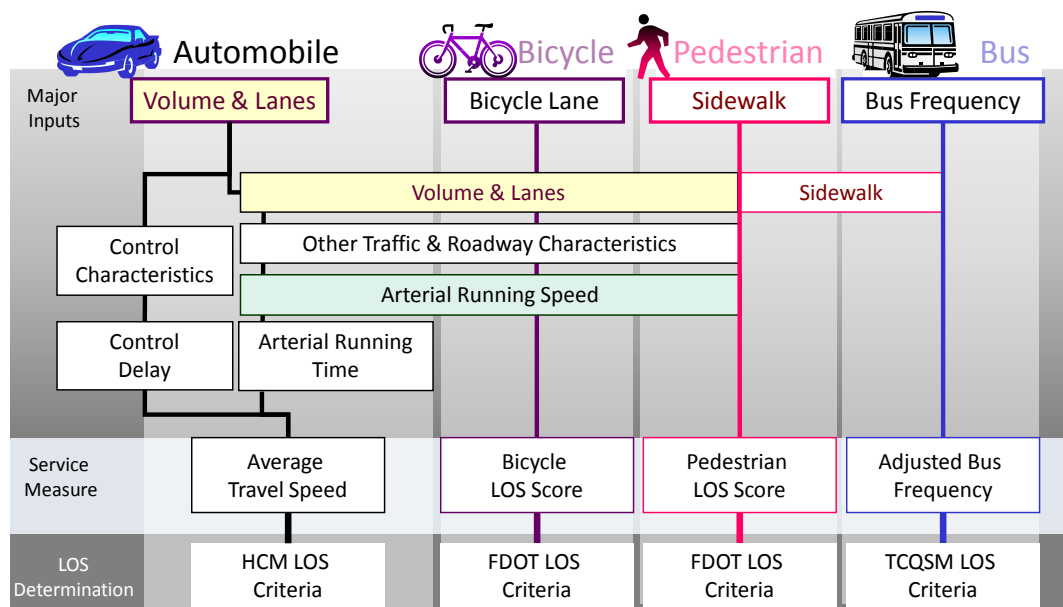 Automobile
Bicycle
Pedestrian
Bus
Major
Inputs
Volume & Lanes
Bicycle Lane
Sidewalk
Bus Frequency
Volume & Lanes
Sidewalk
Control
Characteristics
Other Traffic & Roadway Characteristics
Arterial Running Speed
Control
Delay
Arterial Running
Time
Service
Measure
Average
Travel Speed
Bicycle
LOS Score
Pedestrian
LOS Score
Adjusted Bus
Frequency
LOS
Determination
HCM LOS
Criteria
FDOT LOS
Criteria
FDOT LOS
Criteria
TCQSM LOS
Criteria